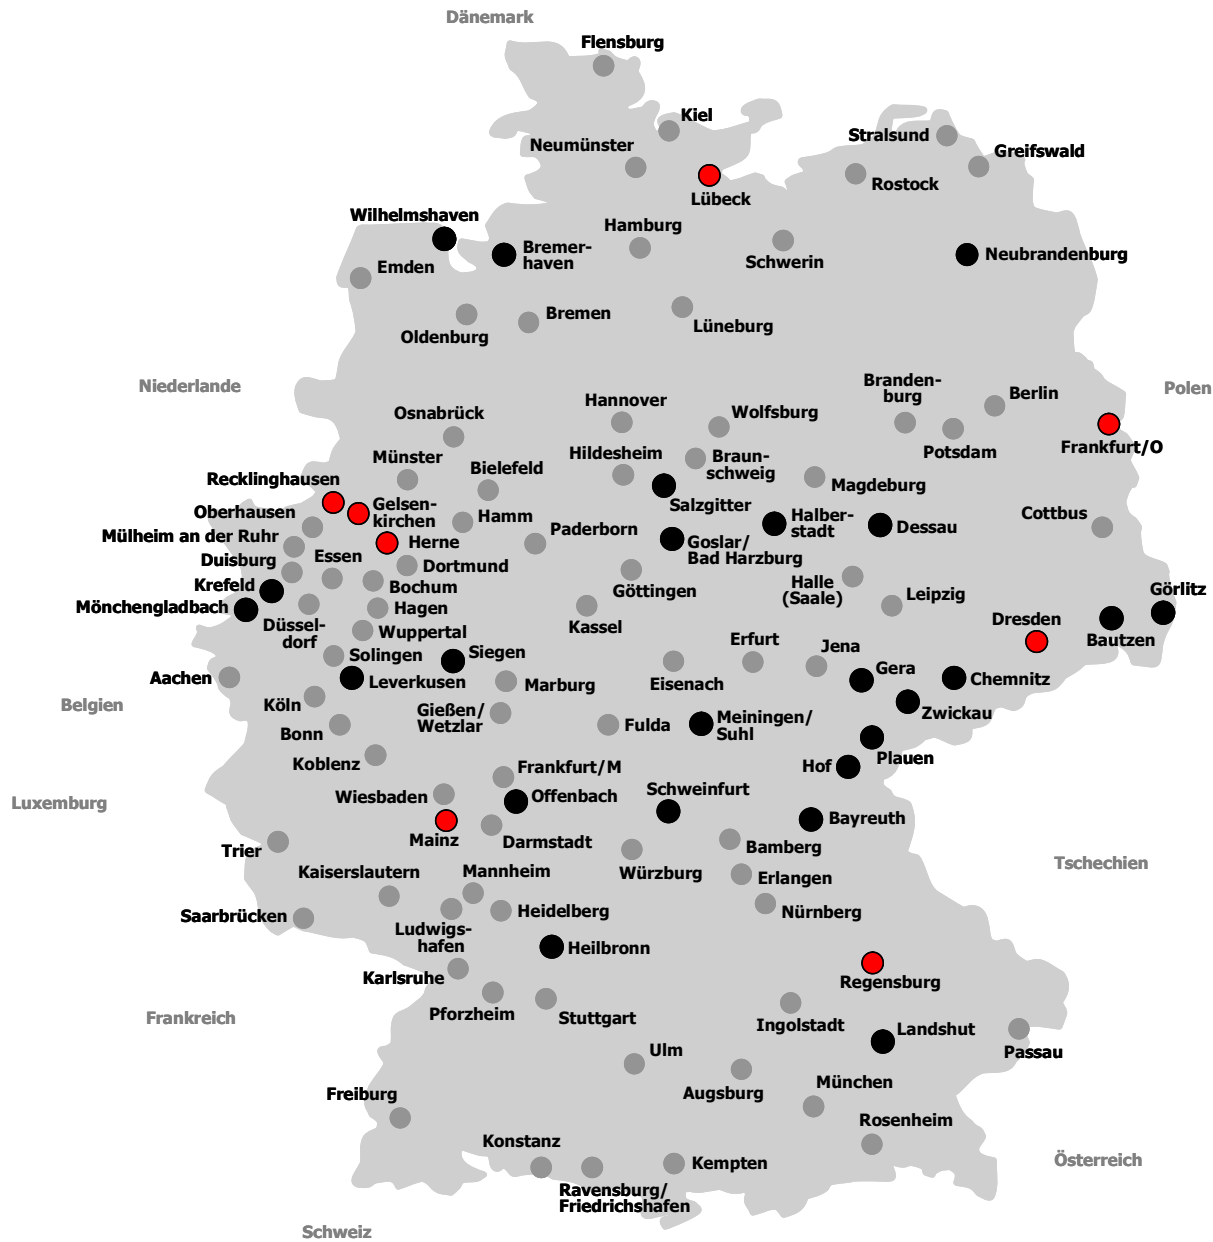 Dänemark
Flensburg
Kiel
Stralsund
Neumünster
Greifswald
Rostock
Lübeck
Wilhelmshaven
Hamburg
Bremer-
haven
Neubrandenburg
Schwerin
Emden
Bremen
Lüneburg
Oldenburg
Niederlande
Branden-
burg
Polen
Berlin
Hannover
Osnabrück
Wolfsburg
Frankfurt/O
Potsdam
Hildesheim
Münster
Braun-
schweig
Bielefeld
Recklinghausen
Magdeburg
Gelsen-
kirchen
Salzgitter
Oberhausen
Hamm
Halber-
stadt
Cottbus
Dessau
Paderborn
Mülheim an der Ruhr
Herne
Goslar/
Bad Harzburg
Essen
Duisburg
Dortmund
Halle
(Saale)
Krefeld
Bochum
Göttingen
Görlitz
Leipzig
Mönchengladbach
Hagen
Dresden
Düssel-
dorf
Kassel
Wuppertal
Erfurt
Bautzen
Jena
Siegen
Solingen
Gera
Aachen
Leverkusen
Marburg
Eisenach
Chemnitz
Belgien
Köln
Gießen/
Wetzlar
Zwickau
Meiningen/
Suhl
Fulda
Bonn
Plauen
Koblenz
Frankfurt/M
Hof
Schweinfurt
Wiesbaden
Offenbach
Luxemburg
Bayreuth
Mainz
Darmstadt
Bamberg
Trier
Tschechien
Kaiserslautern
Mannheim
Würzburg
Erlangen
Saarbrücken
Heidelberg
Nürnberg
Ludwigs-
hafen
Heilbronn
Karlsruhe
Regensburg
Frankreich
Pforzheim
Stuttgart
Ingolstadt
Landshut
Ulm
Passau
München
Augsburg
Freiburg
Rosenheim
Konstanz
Kempten
Österreich
Ravensburg/
Friedrichshafen
Schweiz